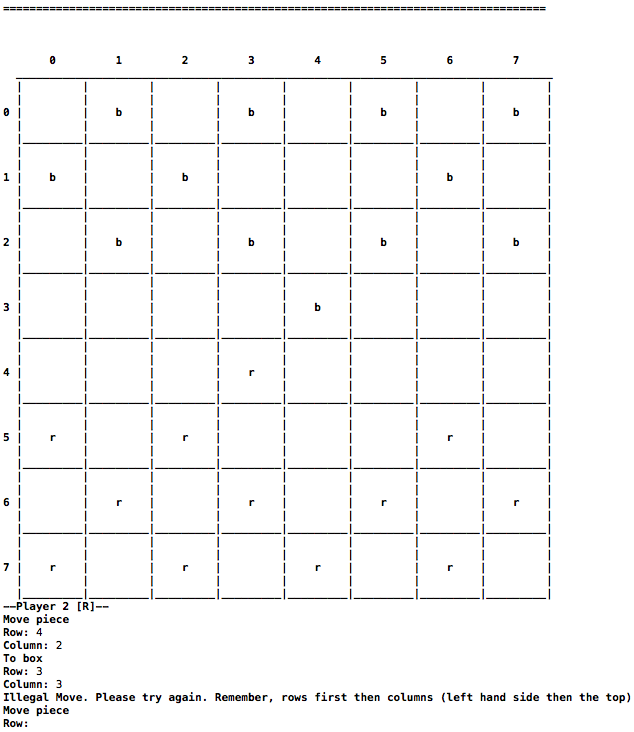 0 1 2 3 4 5 6 7
0 b b b b
1 b b b
2 b b b b
3 b
4 r
5 r r r
6 r r r r
7 r r r r
--Player 2 [R]--
Move piece
Row: 4
Column: 2
To box
Row: 3
Column: 3
Illegal Move. Please try again. Remember, rows first then columns (left hand side then the top)
Move piece
Row: